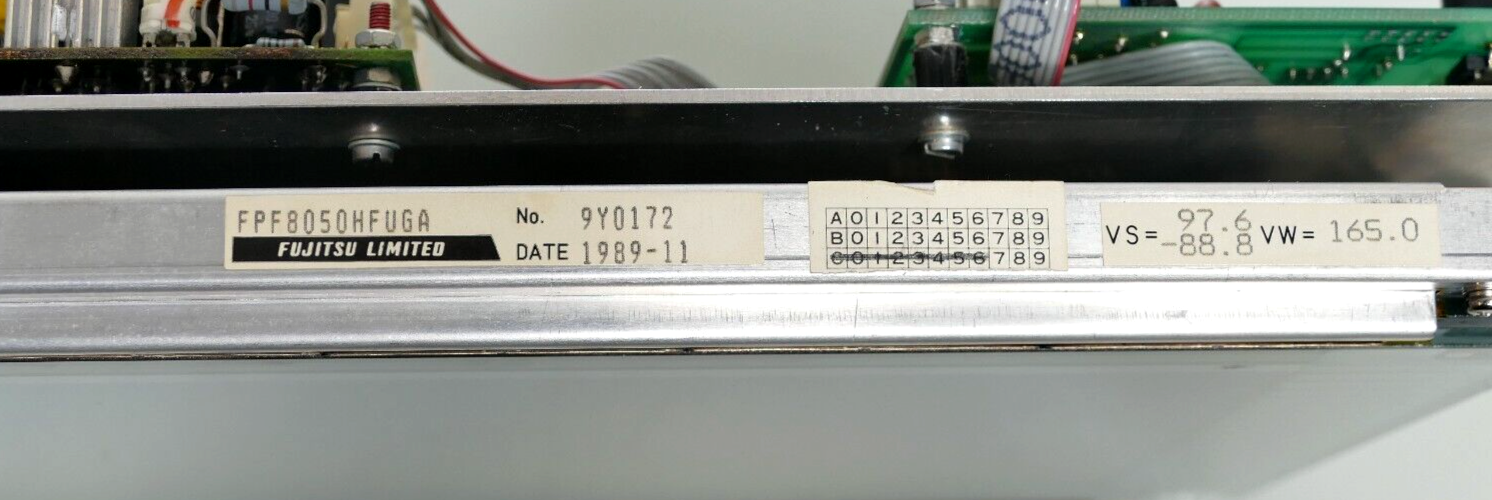 FPF8050HFUGA
FUJITSU LIMITED
No. 9Y0172
DATE 1989-11
A 0 1 2 3 4 5 6 7 8 9
B 0 1 2 3 4 5 6 7 8 9
C 0 1 2 3 4 5 6 7 8 9
VS= 97.6
-88.8
VW= 165.0